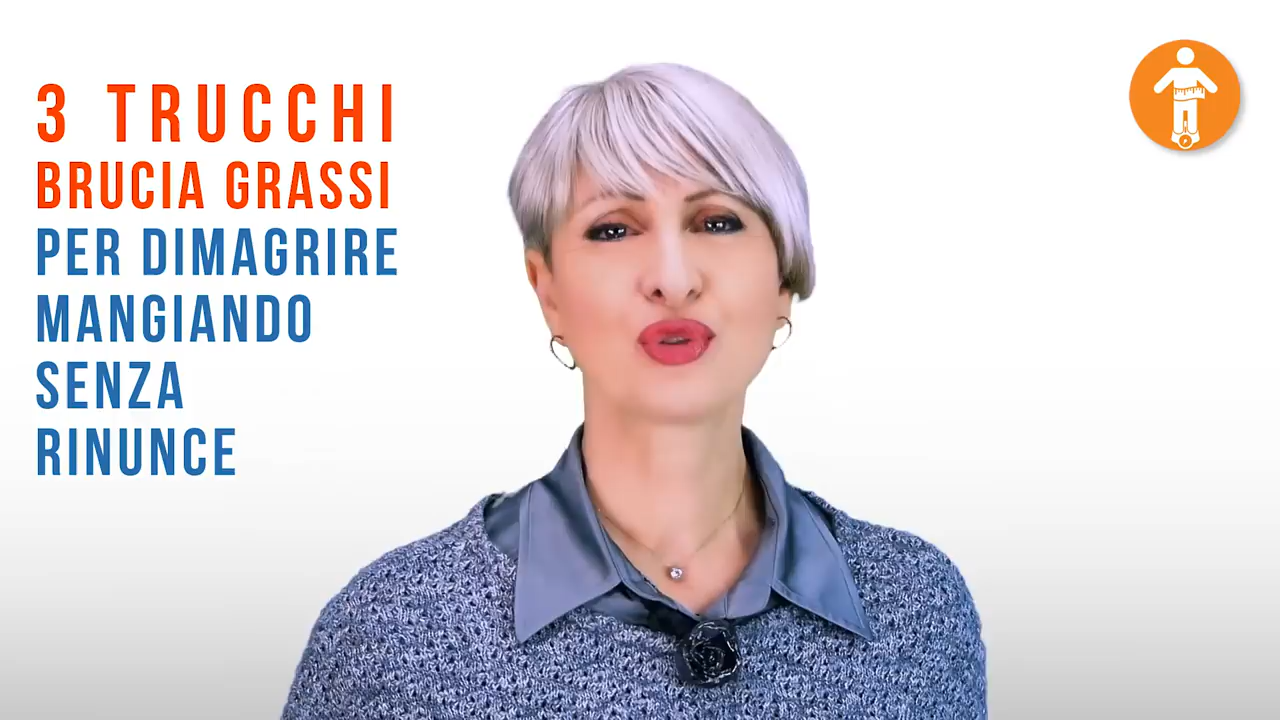 3 TRUCCHI
BRUCIA GRASSI
PER DIMAGRIRE
MANGIANDO
SENZA
RINUNCE